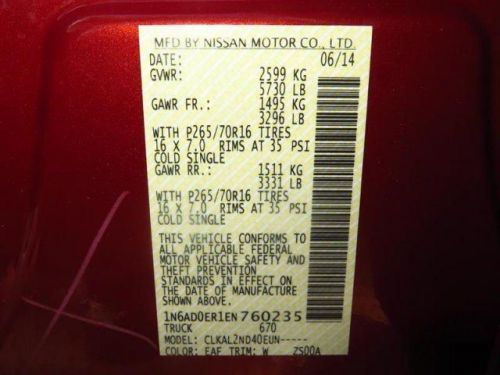 MFD BY NISSAN MOTOR CO., LTD.
DATE: 06/14
GVWR: 2599 KG
5730 LB
GAWR FR.: 1495 KG
3296 LB
WITH P265/70R16 TIRES
16 X 7.0 RIMS AT 35 PSI
COLD SINGLE
GAWR RR.: 1511 KG
3331 LB
WITH P265/70R16 TIRES
16 X 7.0 RIMS AT 35 PSI
COLD SINGLE
THIS VEHICLE CONFORMS TO
ALL APPLICABLE FEDERAL
MOTOR VEHICLE SAFETY AND
THEFT PREVENTION
STANDARDS IN EFFECT ON
THE DATE OF MANUFACTURE
SHOWN ABOVE.
1N6AD0ER1EN760235
TRUCK 670
MODEL: CLKAL2ND40EUN-----
COLOR: EAF TRIM: W ZS00A